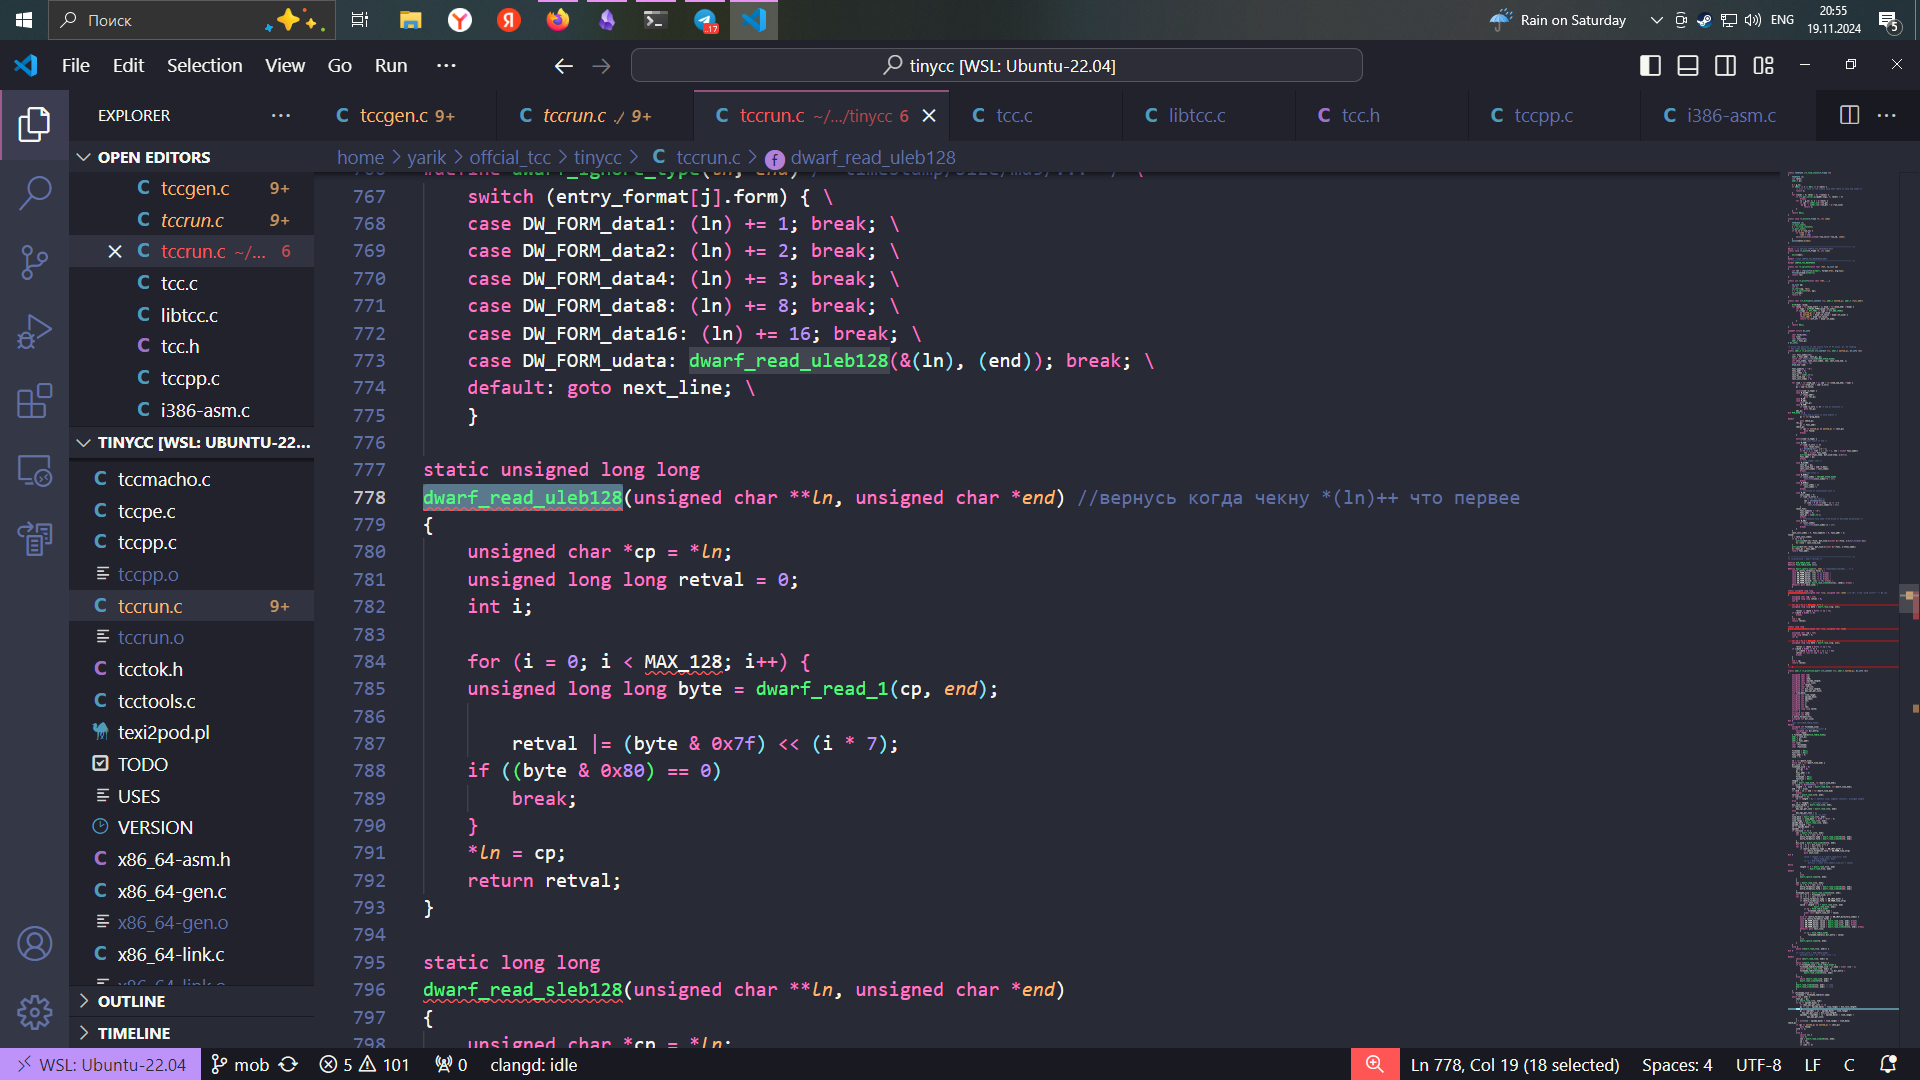 Поиск
17
Rain on Saturday
ENG
20:55
19.11.2024
5
File Edit Selection View Go Run ···
tinycc [WSL: Ubuntu-22.04]
EXPLORER
tccgen.c 9+
tccrun.c ./ 9+
tccrun.c ~/.../tinycc 6
tcc.c
libtcc.c
tcc.h
tccpp.c
i386-asm.c
OPEN EDITORS
tccgen.c 9+
tccrun.c 9+
tccrun.c ~/... 6
tcc.c
libtcc.c
tcc.h
tccpp.c
i386-asm.c
TINYCC [WSL: UBUNTU-22...
tccmacho.c
tccpe.c
tccpp.c
tccpp.o
tccrun.c 9+
tccrun.o
tcctok.h
tcctools.c
texi2pod.pl
TODO
USES
VERSION
x86_64-asm.h
x86_64-gen.c
x86_64-gen.o
x86_64-link.c
x86_64-link.o
OUTLINE
TIMELINE
home > yarik > offcial_tcc > tinycc > C tccrun.c > dwarf_read_uleb128
767 switch (entry_format[j].form) { \
768 case DW_FORM_data1: (ln) += 1; break; \
769 case DW_FORM_data2: (ln) += 2; break; \
770 case DW_FORM_data4: (ln) += 3; break; \
771 case DW_FORM_data8: (ln) += 8; break; \
772 case DW_FORM_data16: (ln) += 16; break; \
773 case DW_FORM_udata: dwarf_read_uleb128(&(ln), (end)); break; \
774 default: goto next_line; \
775 }
776
777 static unsigned long long
778 dwarf_read_uleb128(unsigned char **ln, unsigned char *end) //вернусь когда чекну *(ln)++ что первее
779 {
780 unsigned char *cp = *ln;
781 unsigned long long retval = 0;
782 int i;
783
784 for (i = 0; i < MAX_128; i++) {
785 unsigned long long byte = dwarf_read_1(cp, end);
786
787 retval |= (byte & 0x7f) << (i * 7);
788 if ((byte & 0x80) == 0)
789 break;
790 }
791 *ln = cp;
792 return retval;
793 }
794
795 static long long
796 dwarf_read_sleb128(unsigned char **ln, unsigned char *end)
797 {
798 unsigned char *cp = *ln;
WSL: Ubuntu-22.04 mob 5 101 0 clangd: idle
Ln 778, Col 19 (18 selected) Spaces: 4 UTF-8 LF C